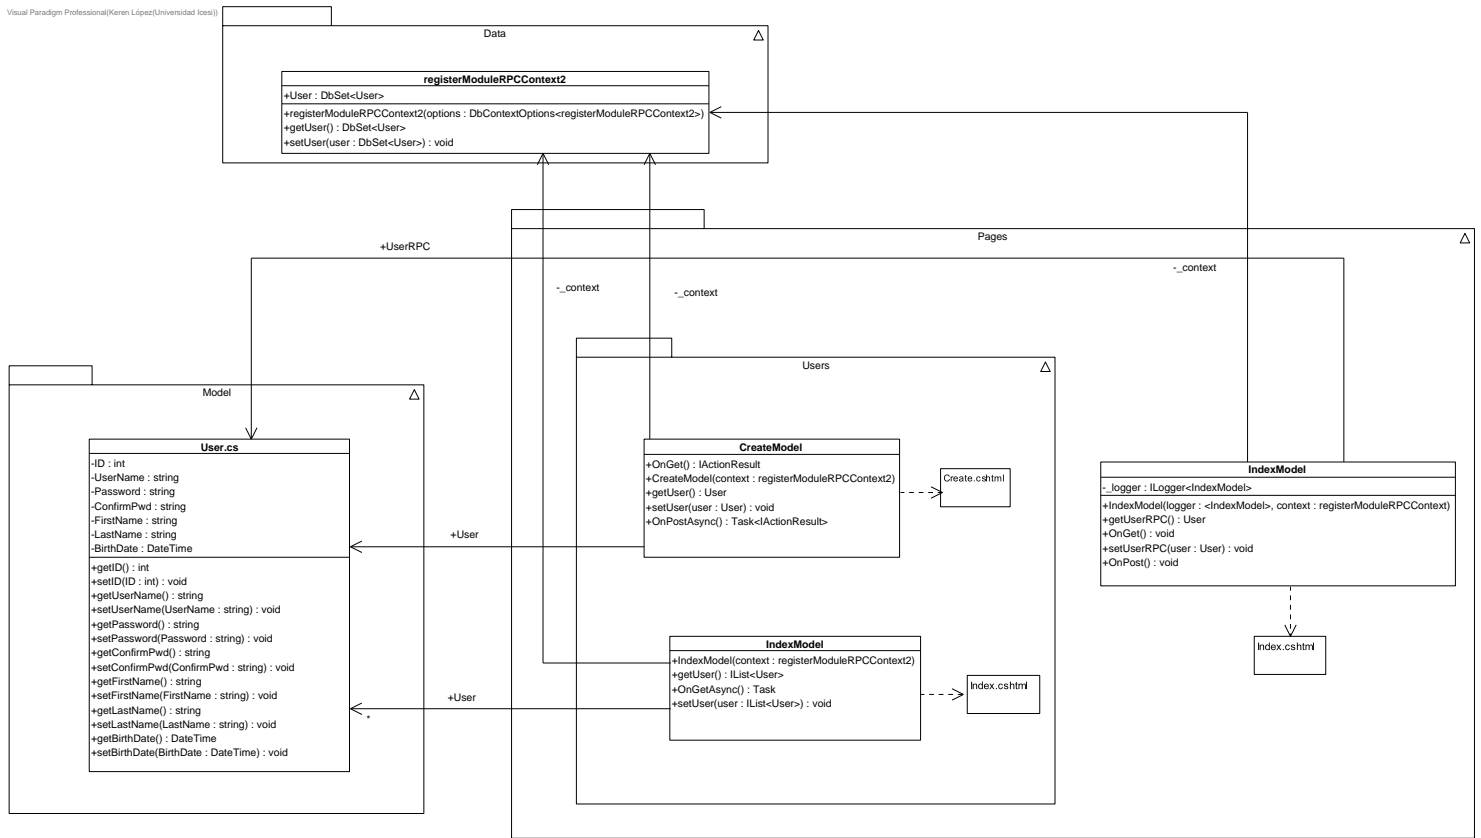 Visual Paradigm Professional(Keren López(Universidad Icesi))
Data
registerModuleRPCContext2
+User : DbSet<User>
+registerModuleRPCContext2(options : DbContextOptions<registerModuleRPCContext2>)
+getUser() : DbSet<User>
+setUser(user : DbSet<User>) : void
Pages
+UserRPC
-_context
-_context
-_context
Users
Model
User.cs
-ID : int
-UserName : string
-Password : string
-ConfirmPwd : string
-FirstName : string
-LastName : string
-BirthDate : DateTime
+getID() : int
+setID(ID : int) : void
+getUserName() : string
+setUserName(UserName : string) : void
+getPassword() : string
+setPassword(Password : string) : void
+getConfirmPwd() : string
+setConfirmPwd(ConfirmPwd : string) : void
+getFirstName() : string
+setFirstName(FirstName : string) : void
+getLastName() : string
+setLastName(LastName : string) : void
+getBirthDate() : DateTime
+setBirthDate(BirthDate : DateTime) : void
+User
+User
*
CreateModel
+OnGet() : IActionResult
+CreateModel(context : registerModuleRPCContext2)
+getUser() : User
+setUser(user : User) : void
+OnPostAsync() : Task<IActionResult>
Create.cshtml
IndexModel
+IndexModel(context : registerModuleRPCContext2)
+getUser() : IList<User>
+OnGetAsync() : Task
+setUser(user : IList<User>) : void
Index.cshtml
IndexModel
-_logger : ILogger<IndexModel>
+IndexModel(logger : <IndexModel>, context : registerModuleRPCContext)
+getUserRPC() : User
+OnGet() : void
+setUserRPC(user : User) : void
+OnPost() : void
Index.cshtml